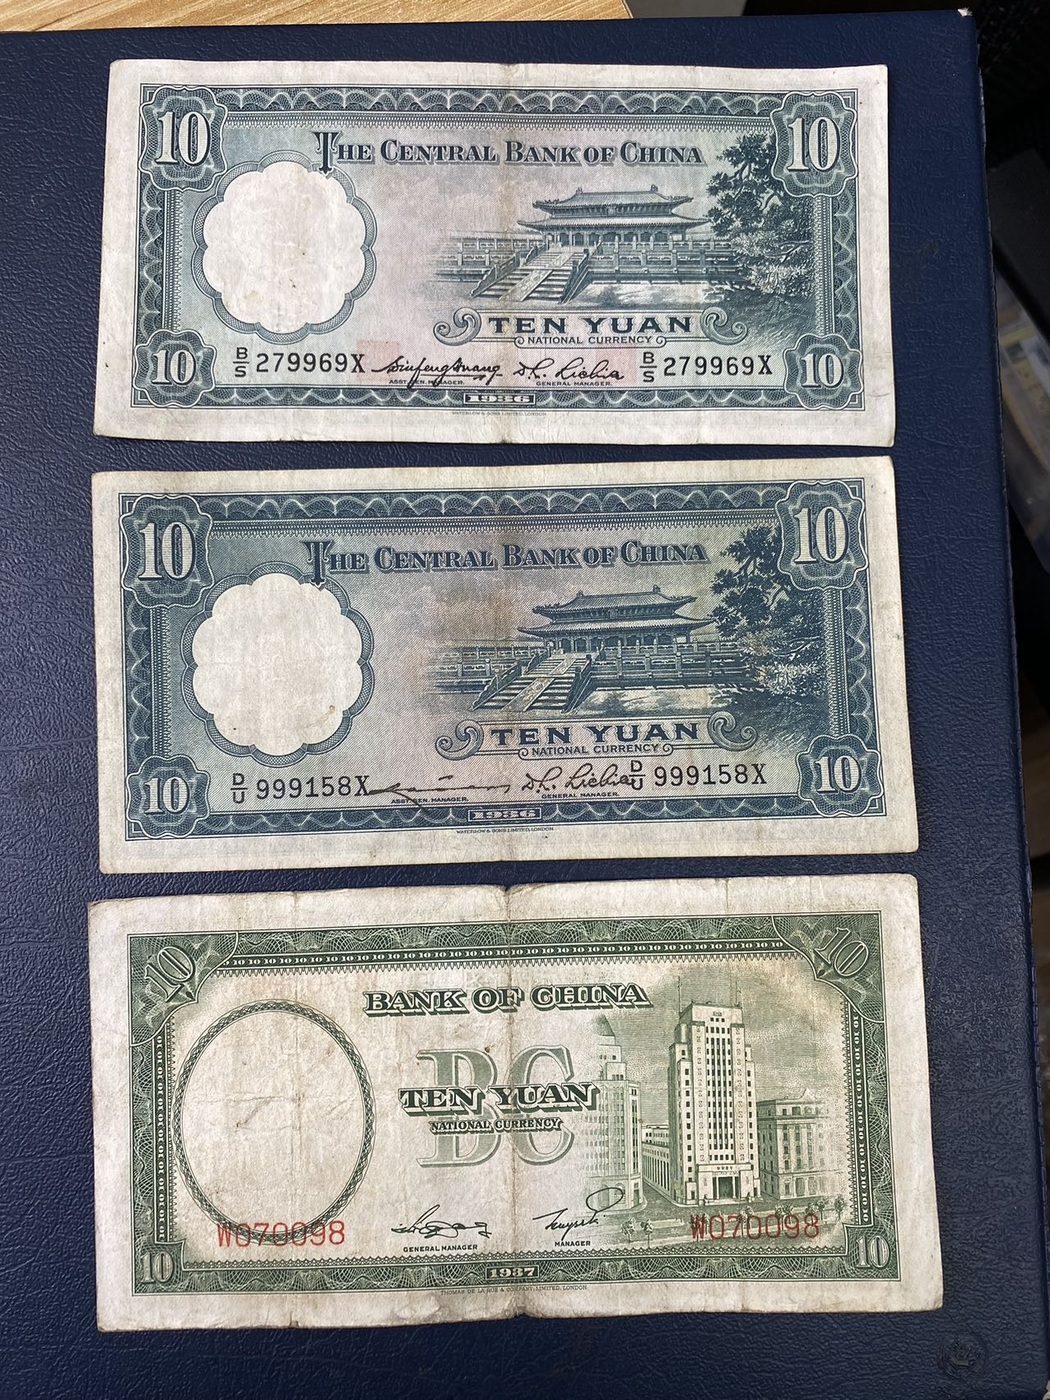 10
10
THE CENTRAL BANK OF CHINA
TEN YUAN
NATIONAL CURRENCY
B/S 279969X
B/S 279969X
ASST GEN. MANAGER.
GENERAL MANAGER.
10
10
1936
WATERLOW & SONS LIMITED, LONDON
10
10
THE CENTRAL BANK OF CHINA
TEN YUAN
NATIONAL CURRENCY
D/U 999158X
D/U 999158X
ASST GEN. MANAGER.
GENERAL MANAGER.
10
10
1936
WATERLOW & SONS LIMITED, LONDON
10
10
BANK OF CHINA
BC
TEN YUAN
NATIONAL CURRENCY
BC
W070098
W070098
GENERAL MANAGER
MANAGER
10
10
1937
THOMAS DE LA RUE & COMPANY, LIMITED, LONDON.